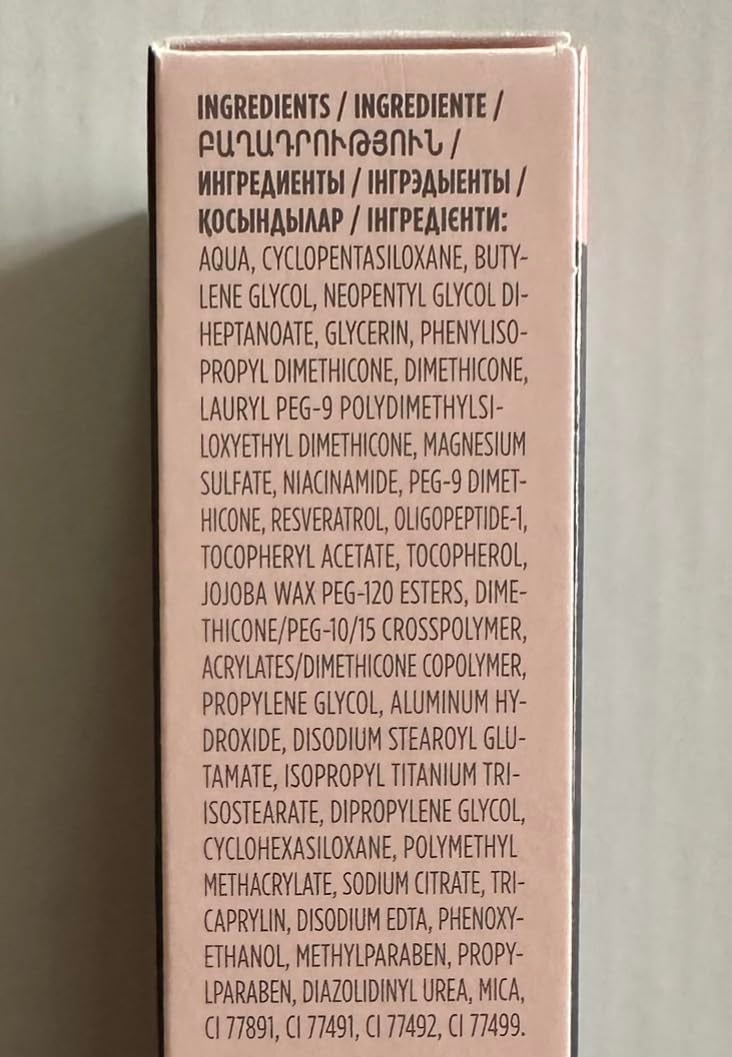 INGREDIENTS / INGREDIENTE /
ԲԱՂԱԴՐՈՒԹՅՈՒՆ /
ИНГРЕДИЕНТЫ / ІНГРЭДЫЕНТЫ /
ҚОСЫНДЫЛАР / ІНГРЕДІЄНТИ:
AQUA, CYCLOPENTASILOXANE, BUTY-
LENE GLYCOL, NEOPENTYL GLYCOL DI-
HEPTANOATE, GLYCERIN, PHENYLISO-
PROPYL DIMETHICONE, DIMETHICONE,
LAURYL PEG-9 POLYDIMETHYLSI-
LOXYETHYL DIMETHICONE, MAGNESIUM
SULFATE, NIACINAMIDE, PEG-9 DIMET-
HICONE, RESVERATROL, OLIGOPEPTIDE-1,
TOCOPHERYL ACETATE, TOCOPHEROL,
JOJOBA WAX PEG-120 ESTERS, DIME-
THICONE/PEG-10/15 CROSSPOLYMER,
ACRYLATES/DIMETHICONE COPOLYMER,
PROPYLENE GLYCOL, ALUMINUM HY-
DROXIDE, DISODIUM STEAROYL GLU-
TAMATE, ISOPROPYL TITANIUM TRI-
ISOSTEARATE, DIPROPYLENE GLYCOL,
CYCLOHEXASILOXANE, POLYMETHYL
METHACRYLATE, SODIUM CITRATE, TRI-
CAPRYLIN, DISODIUM EDTA, PHENOXY-
ETHANOL, METHYLPARABEN, PROPY-
LPARABEN, DIAZOLIDINYL UREA, MICA,
CI 77891, CI 77491, CI 77492, CI 77499.